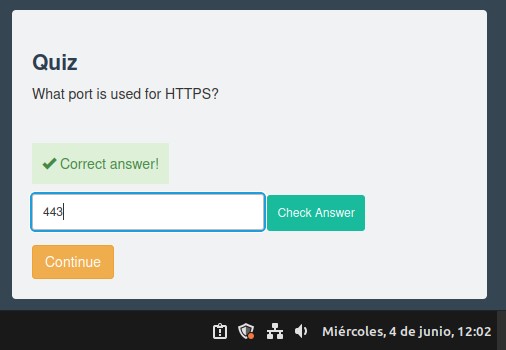 Quiz
What port is used for HTTPS?
Correct answer!
443
Check Answer
Continue
Miércoles, 4 de junio, 12:02